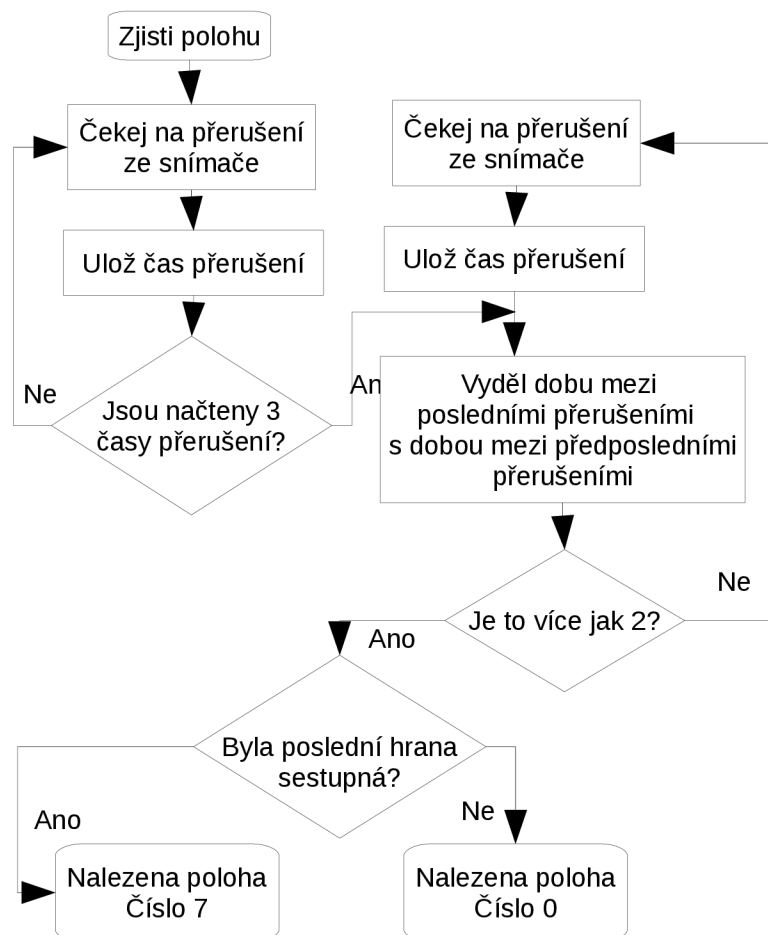 Zjisti polohu
Čekej na přerušení
ze snímače
Ulož čas přerušení
Jsou načteny 3
časy přerušení?
Ne
An
Čekej na přerušení
ze snímače
Ulož čas přerušení
Vyděl dobu mezi
posledními přerušeními
s dobou mezi předposledními
přerušeními
Je to více jak 2?
Ne
Ano
Byla poslední hrana
sestupná?
Ano
Ne
Nalezena poloha
Číslo 7
Nalezena poloha
Číslo 0